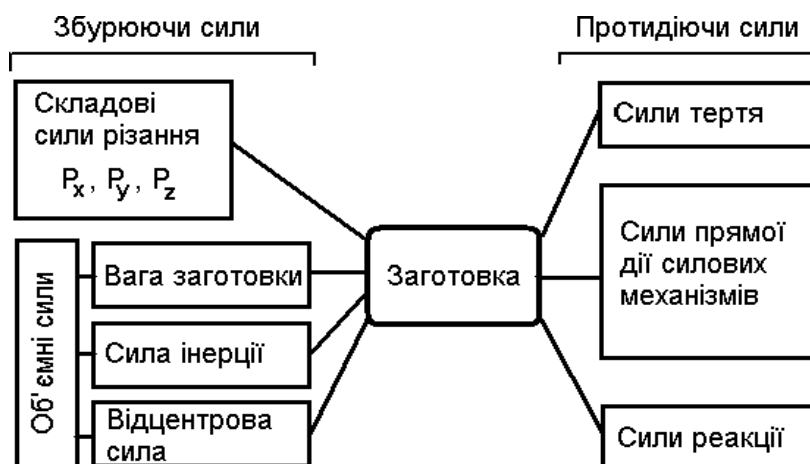 Збурюючи сили
Протидіючи сили
Складові
сили різання
Px, Py, Pz
Об'ємні сили
Вага заготовки
Сила інерції
Відцентрова
сила
Заготовка
Сили тертя
Сили прямої
дії силових
механізмів
Сили реакції